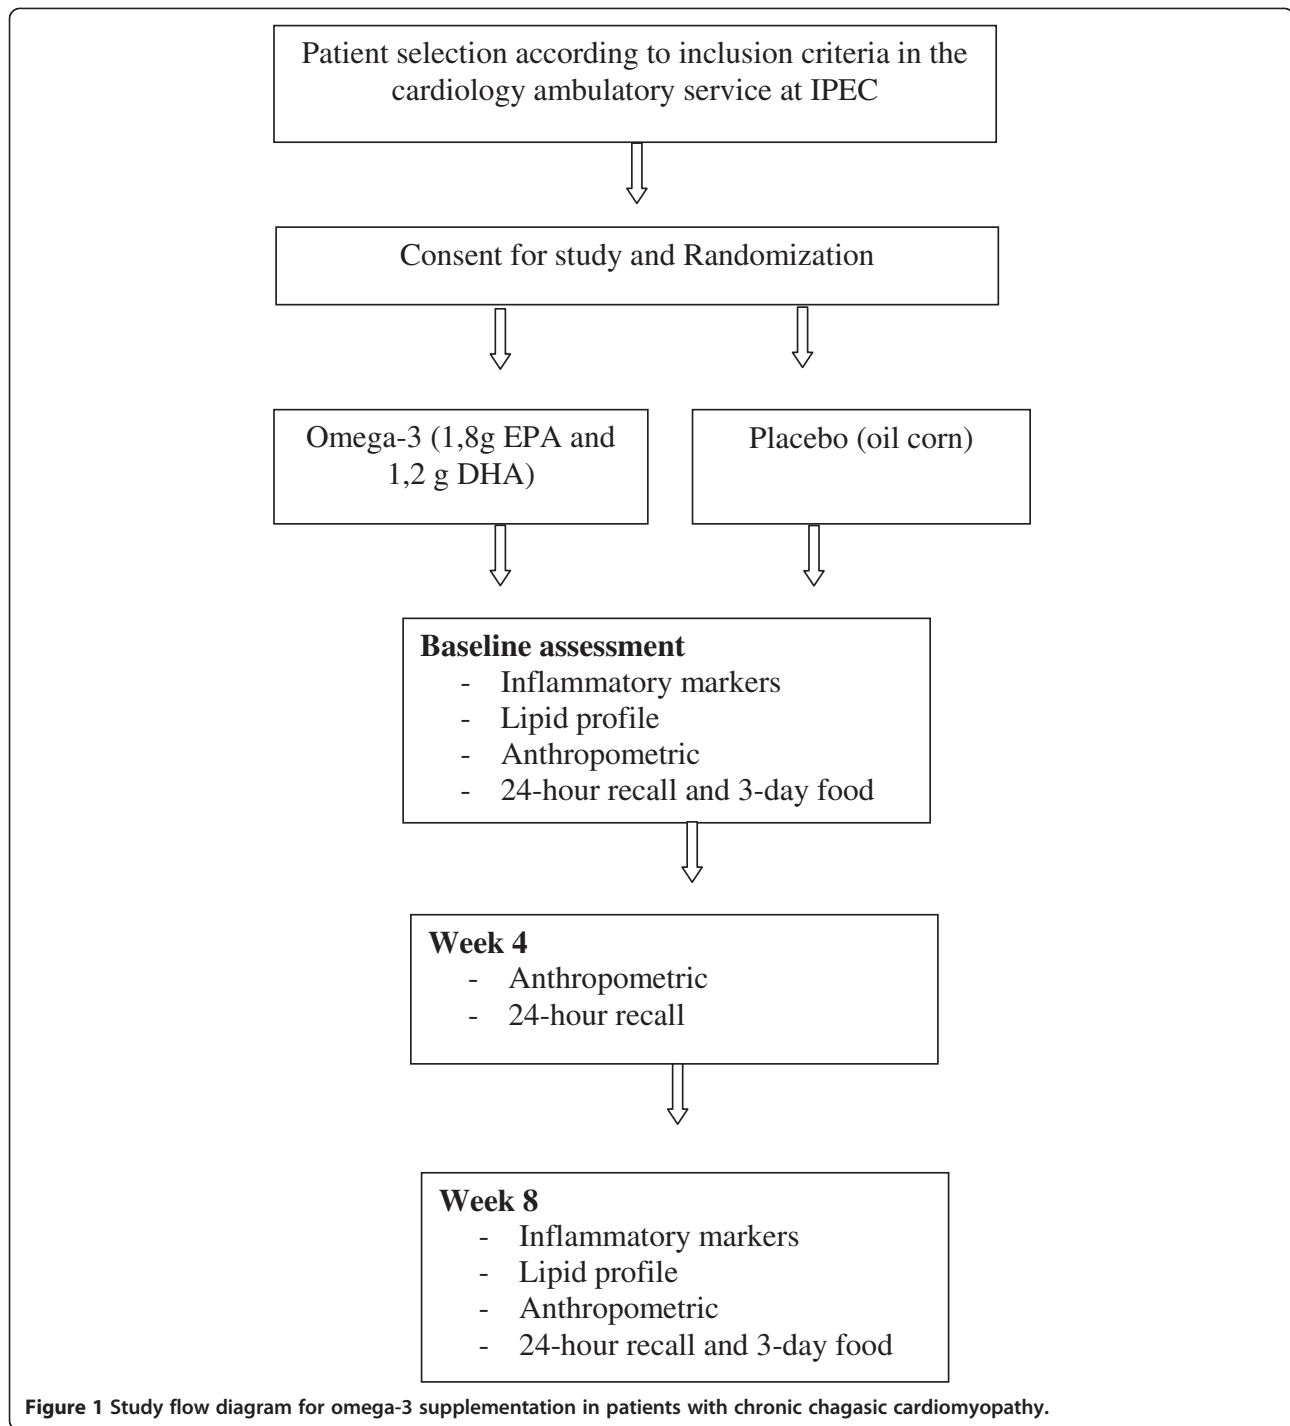 Patient selection according to inclusion criteria in the
cardiology ambulatory service at IPEC
Consent for study and Randomization
Omega-3 (1,8g EPA and
1,2 g DHA)
Placebo (oil corn)
Baseline assessment
- Inflammatory markers
- Lipid profile
- Anthropometric
- 24-hour recall and 3-day food
Week 4
- Anthropometric
- 24-hour recall
Week 8
- Inflammatory markers
- Lipid profile
- Anthropometric
- 24-hour recall and 3-day food
Figure 1 Study flow diagram for omega-3 supplementation in patients with chronic chagasic cardiomyopathy.